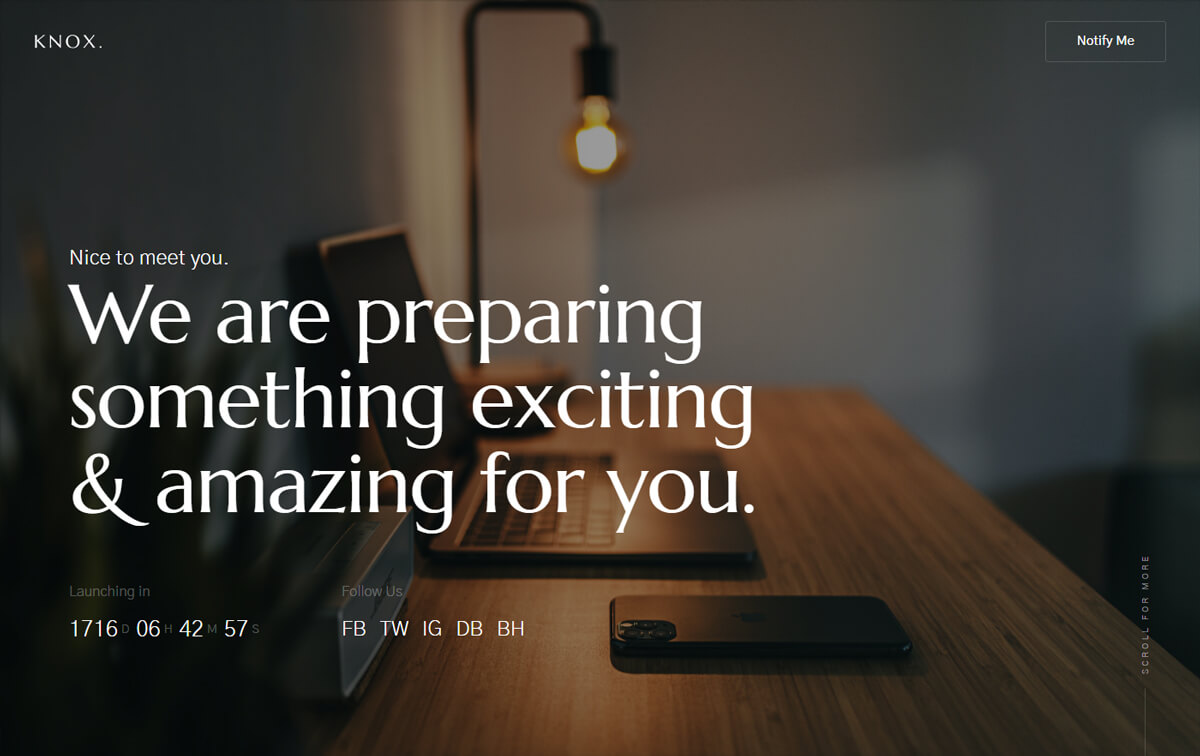 KNOX.
Notify Me
Nice to meet you.
We are preparing
something exciting
& amazing for you.
Launching in
Follow Us
1716 D 06 H 42 M 57 S
FB TW IG DB BH
SCROLL FOR MORE